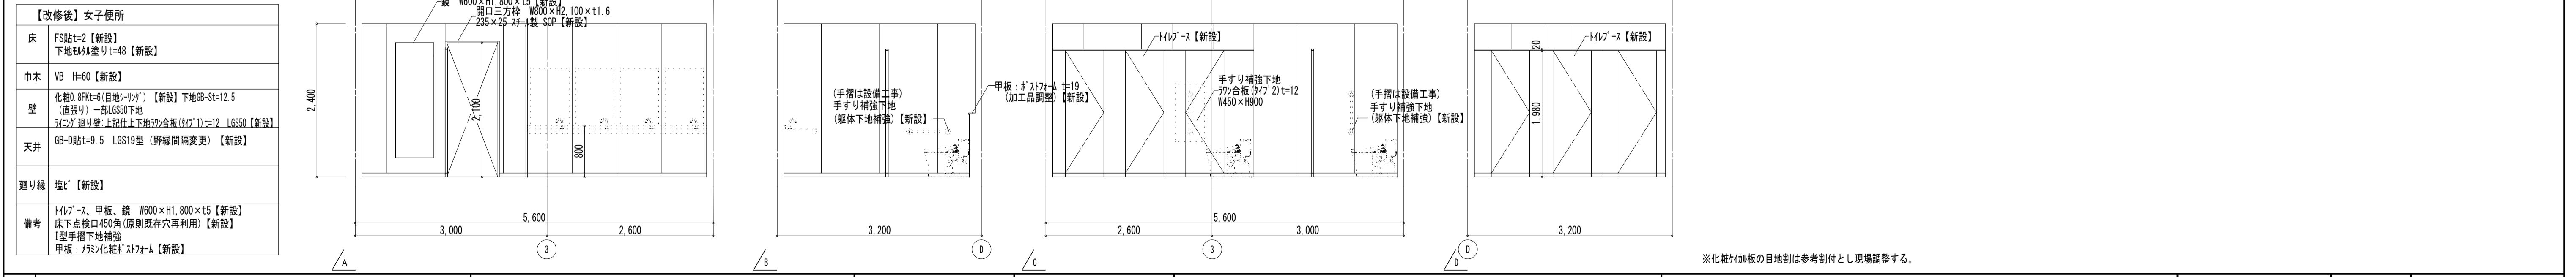 【改修後】女子便所
床
FS貼t=2【新設】
下地ﾓﾙﾀﾙ塗りt=48【新設】
巾木
VB　H=60【新設】
壁
化粧0.8FKt=6(目地ｼｰﾘﾝｸﾞ) 【新設】下地GB-St=12.5
(直張り) 一部LGS50下地
ﾗｲﾆﾝｸﾞ廻り壁:上記仕上下地ﾗﾜﾝ合板(ﾀｲﾌﾟ1)t=12　LGS50【新設】
天井
GB-D貼t=9.5　LGS19型 (野縁間隔変更) 【新設】
廻り縁
塩ﾋﾞ【新設】
備考
ﾄｲﾚﾌﾞｰｽ、甲板、鏡　W600×H1,800×t5【新設】
床下点検口450角(原則既存穴再利用)【新設】
I型手摺下地補強
甲板：ﾒﾗﾐﾝ化粧ﾎﾟｽﾄﾌｫｰﾑ【新設】
鏡　W600×H1,800×t5【新設】
開口三方枠　W800×H2,100×t1.6
235×25 ｽﾁｰﾙ製 SOP【新設】
2,400
2,100
800
5,600
3,000
2,600
3
A
(手摺は設備工事)
手すり補強下地
(躯体下地補強)【新設】
甲板：ﾎﾟｽﾄﾌｫｰﾑ t=19
(加工品調整)【新設】
3,200
D
B
ﾄｲﾚﾌﾞｰｽ【新設】
手すり補強下地
ﾗﾜﾝ合板(ﾀｲﾌﾟ2)t=12
W450×H900
(手摺は設備工事)
手すり補強下地
(躯体下地補強)【新設】
5,600
2,600
3,000
3
C
ﾄｲﾚﾌﾞｰｽ【新設】
20
1,980
3,200
D
D
※化粧ｹｲｶﾙ板の目地割は参考割付とし現場調整する。